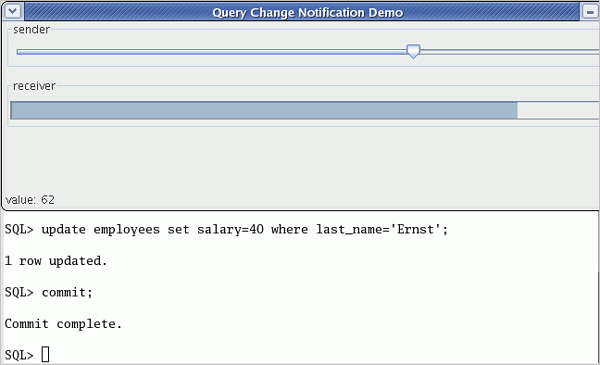 Query Change Notification Demo
sender
receiver
value: 62
SQL> update employees set salary=40 where last_name='Ernst';
1 row updated.
SQL> commit;
Commit complete.
SQL>